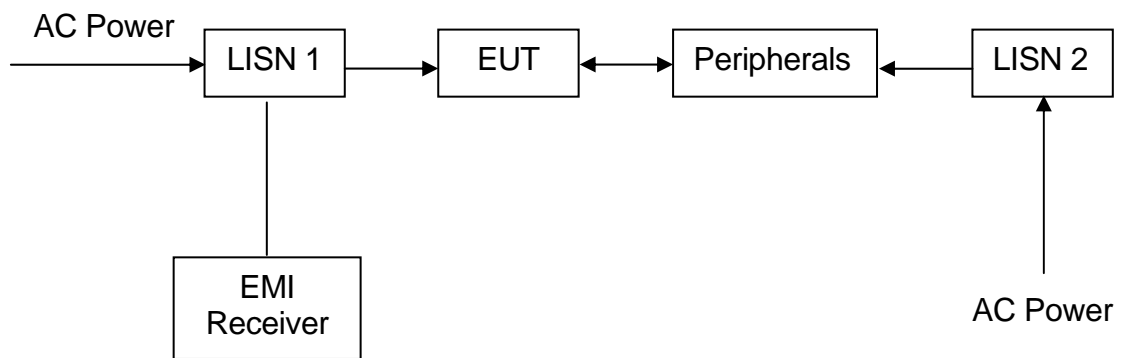 AC Power
LISN 1
EUT
Peripherals
LISN 2
EMI
Receiver
AC Power